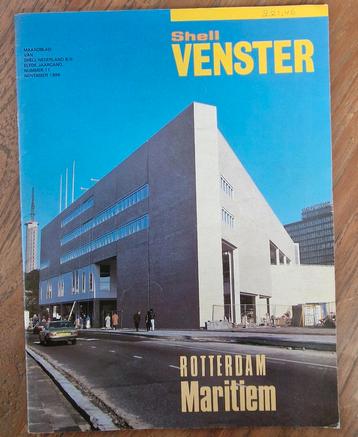 MAANDBLAD
VAN
SHELL NEDERLAND B.V.
ELFDE JAARGANG
NUMMER 11
NOVEMBER 1986
Shell
VENSTER
ROTTERDAM
Maritiem